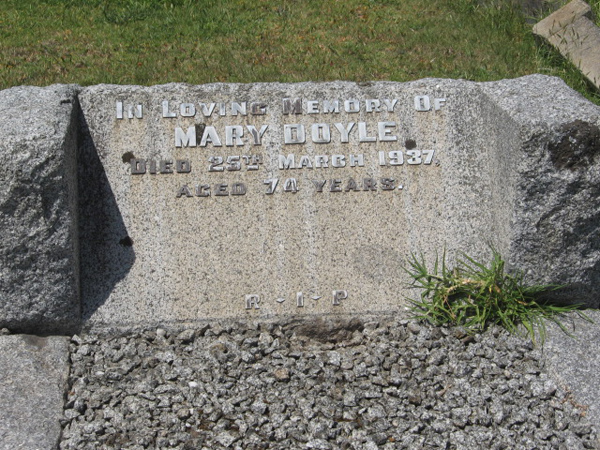 In Loving Memory Of
MARY DOYLE
Died 25th March 1937.
Aged 74 Years.
R · I · P